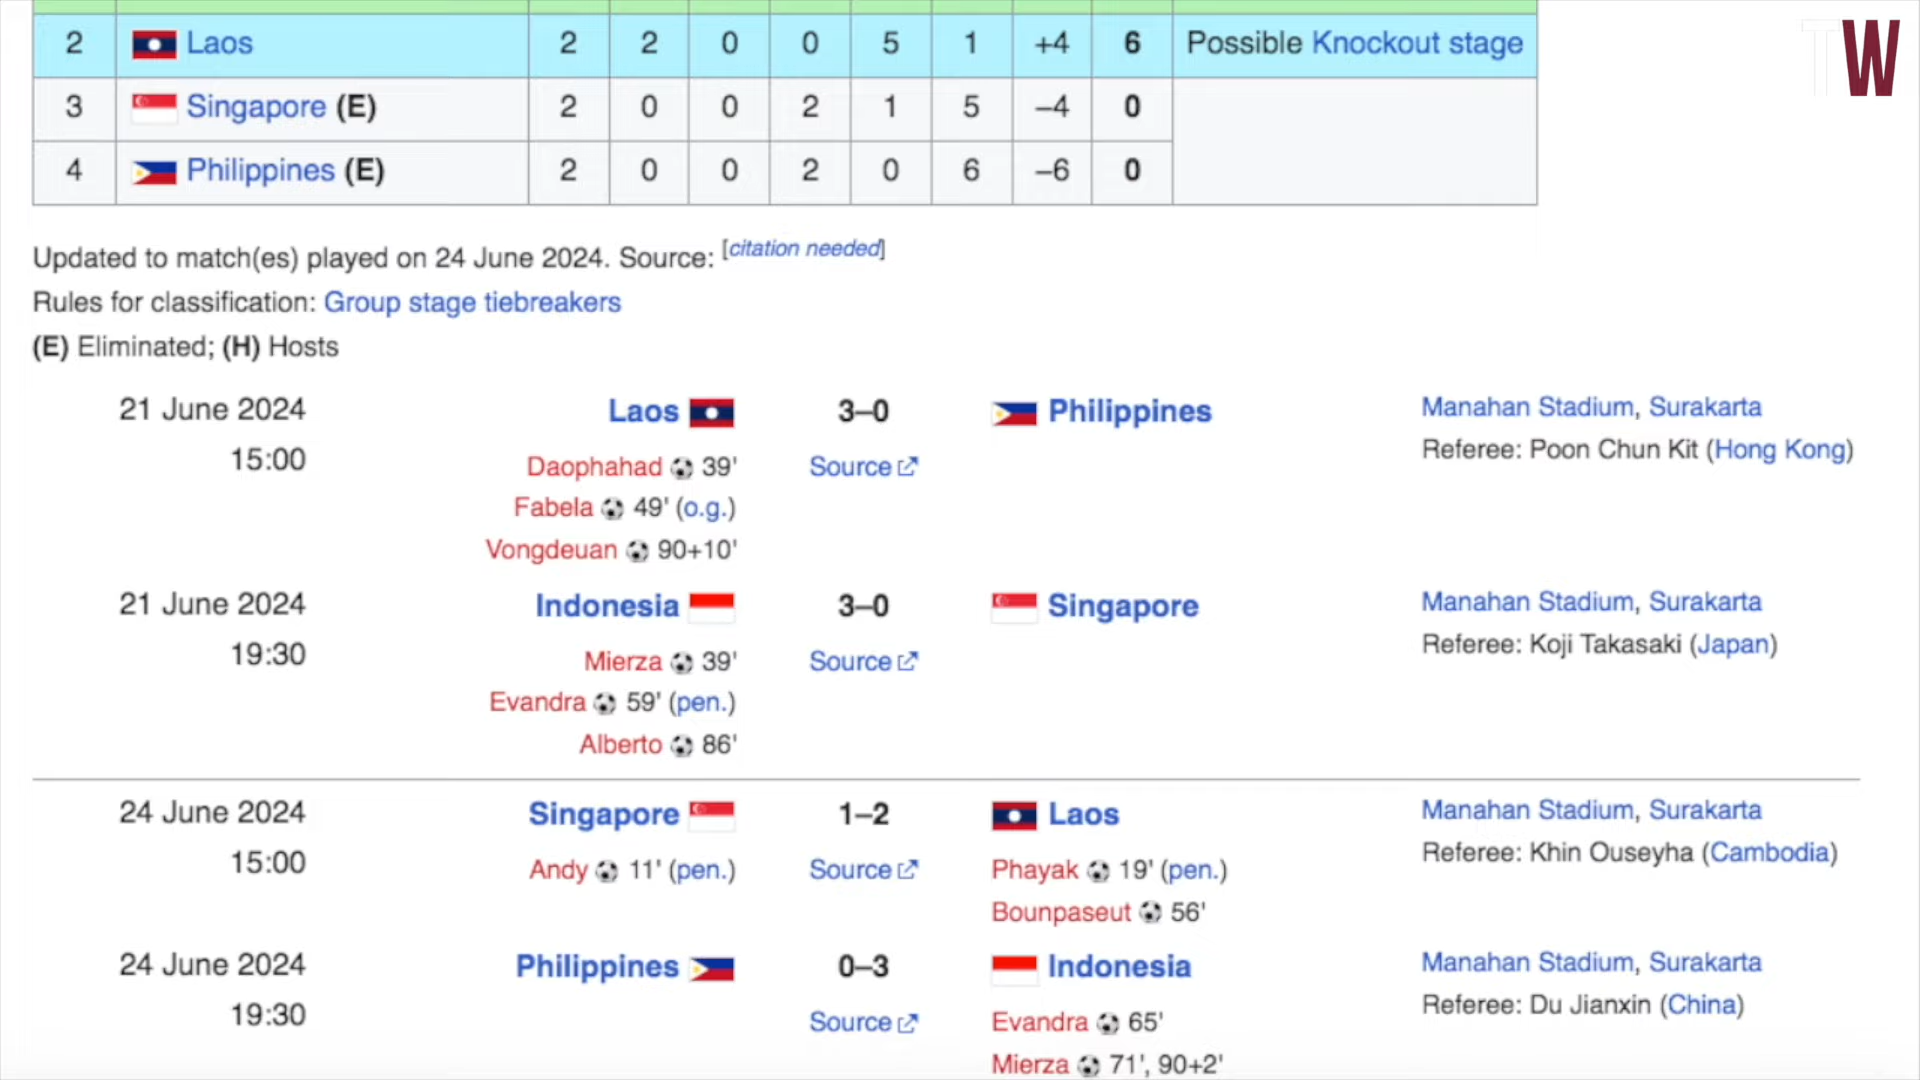 2 Laos 2 2 0 0 5 1 +4 6 Possible Knockout stage
3 Singapore (E) 2 0 0 2 1 5 −4 0
4 Philippines (E) 2 0 0 2 0 6 −6 0
TW
Updated to match(es) played on 24 June 2024. Source: [citation needed]
Rules for classification: Group stage tiebreakers
(E) Eliminated; (H) Hosts
21 June 2024 Laos 3–0 Philippines Manahan Stadium, Surakarta
15:00 Daophahad 39' Source Referee: Poon Chun Kit (Hong Kong)
Fabela 49' (o.g.)
Vongdeuan 90+10'
21 June 2024 Indonesia 3–0 Singapore Manahan Stadium, Surakarta
19:30 Mierza 39' Source Referee: Koji Takasaki (Japan)
Evandra 59' (pen.)
Alberto 86'
24 June 2024 Singapore 1–2 Laos Manahan Stadium, Surakarta
15:00 Andy 11' (pen.) Source Phayak 19' (pen.) Referee: Khin Ouseyha (Cambodia)
Bounpaseut 56'
24 June 2024 Philippines 0–3 Indonesia Manahan Stadium, Surakarta
19:30 Source Evandra 65' Referee: Du Jianxin (China)
Mierza 71', 90+2'